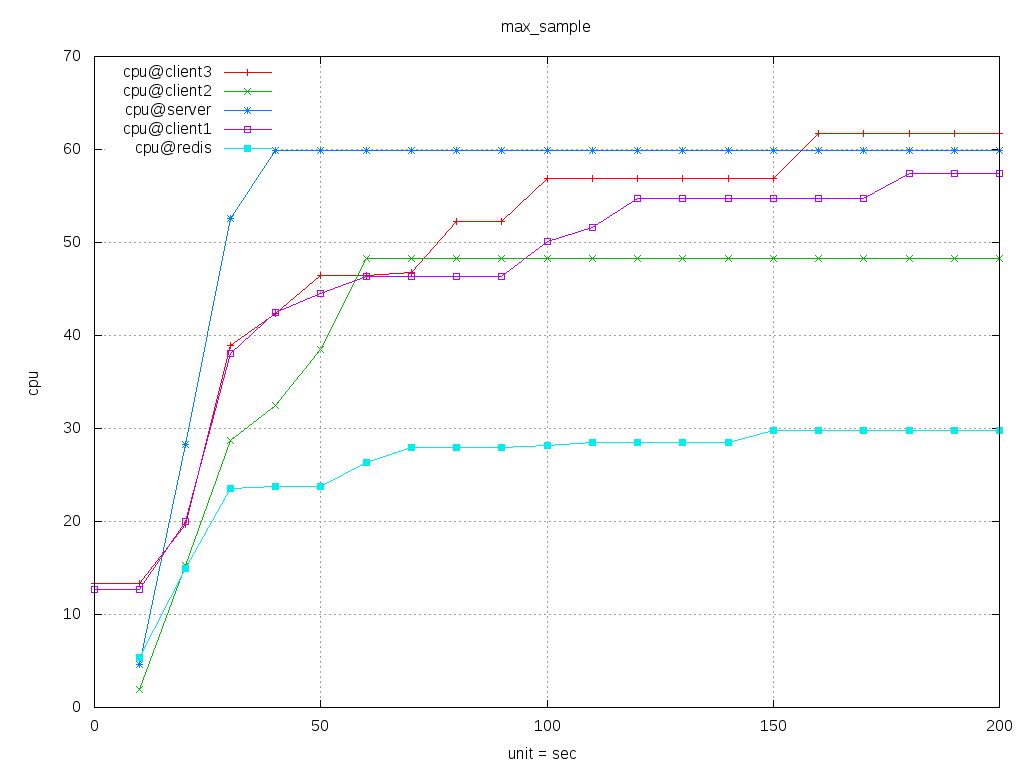 max_sample
70
60
50
40
30
20
10
0
cpu
cpu@client3
cpu@client2
cpu@server
cpu@client1
cpu@redis
0 50 100 150 200
unit = sec